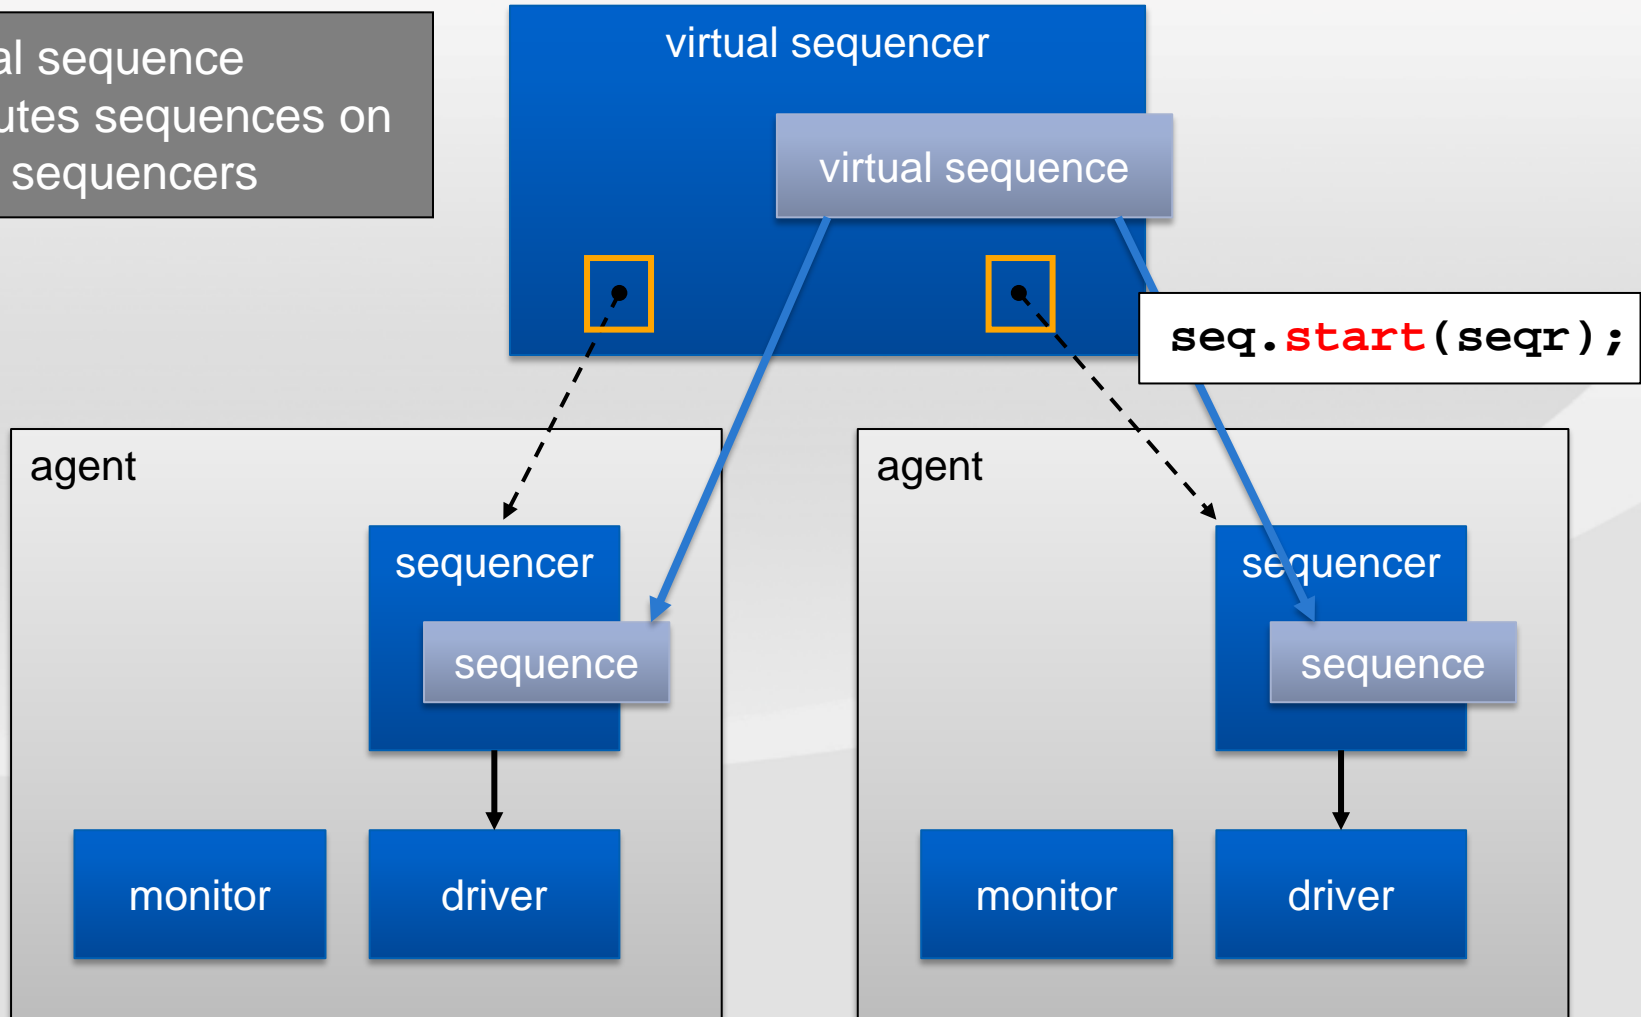 al sequence
utes sequences on
sequencers
virtual sequencer
virtual sequence
seq.start(seqr);
agent
sequencer
sequence
monitor
driver
agent
sequencer
sequence
monitor
driver